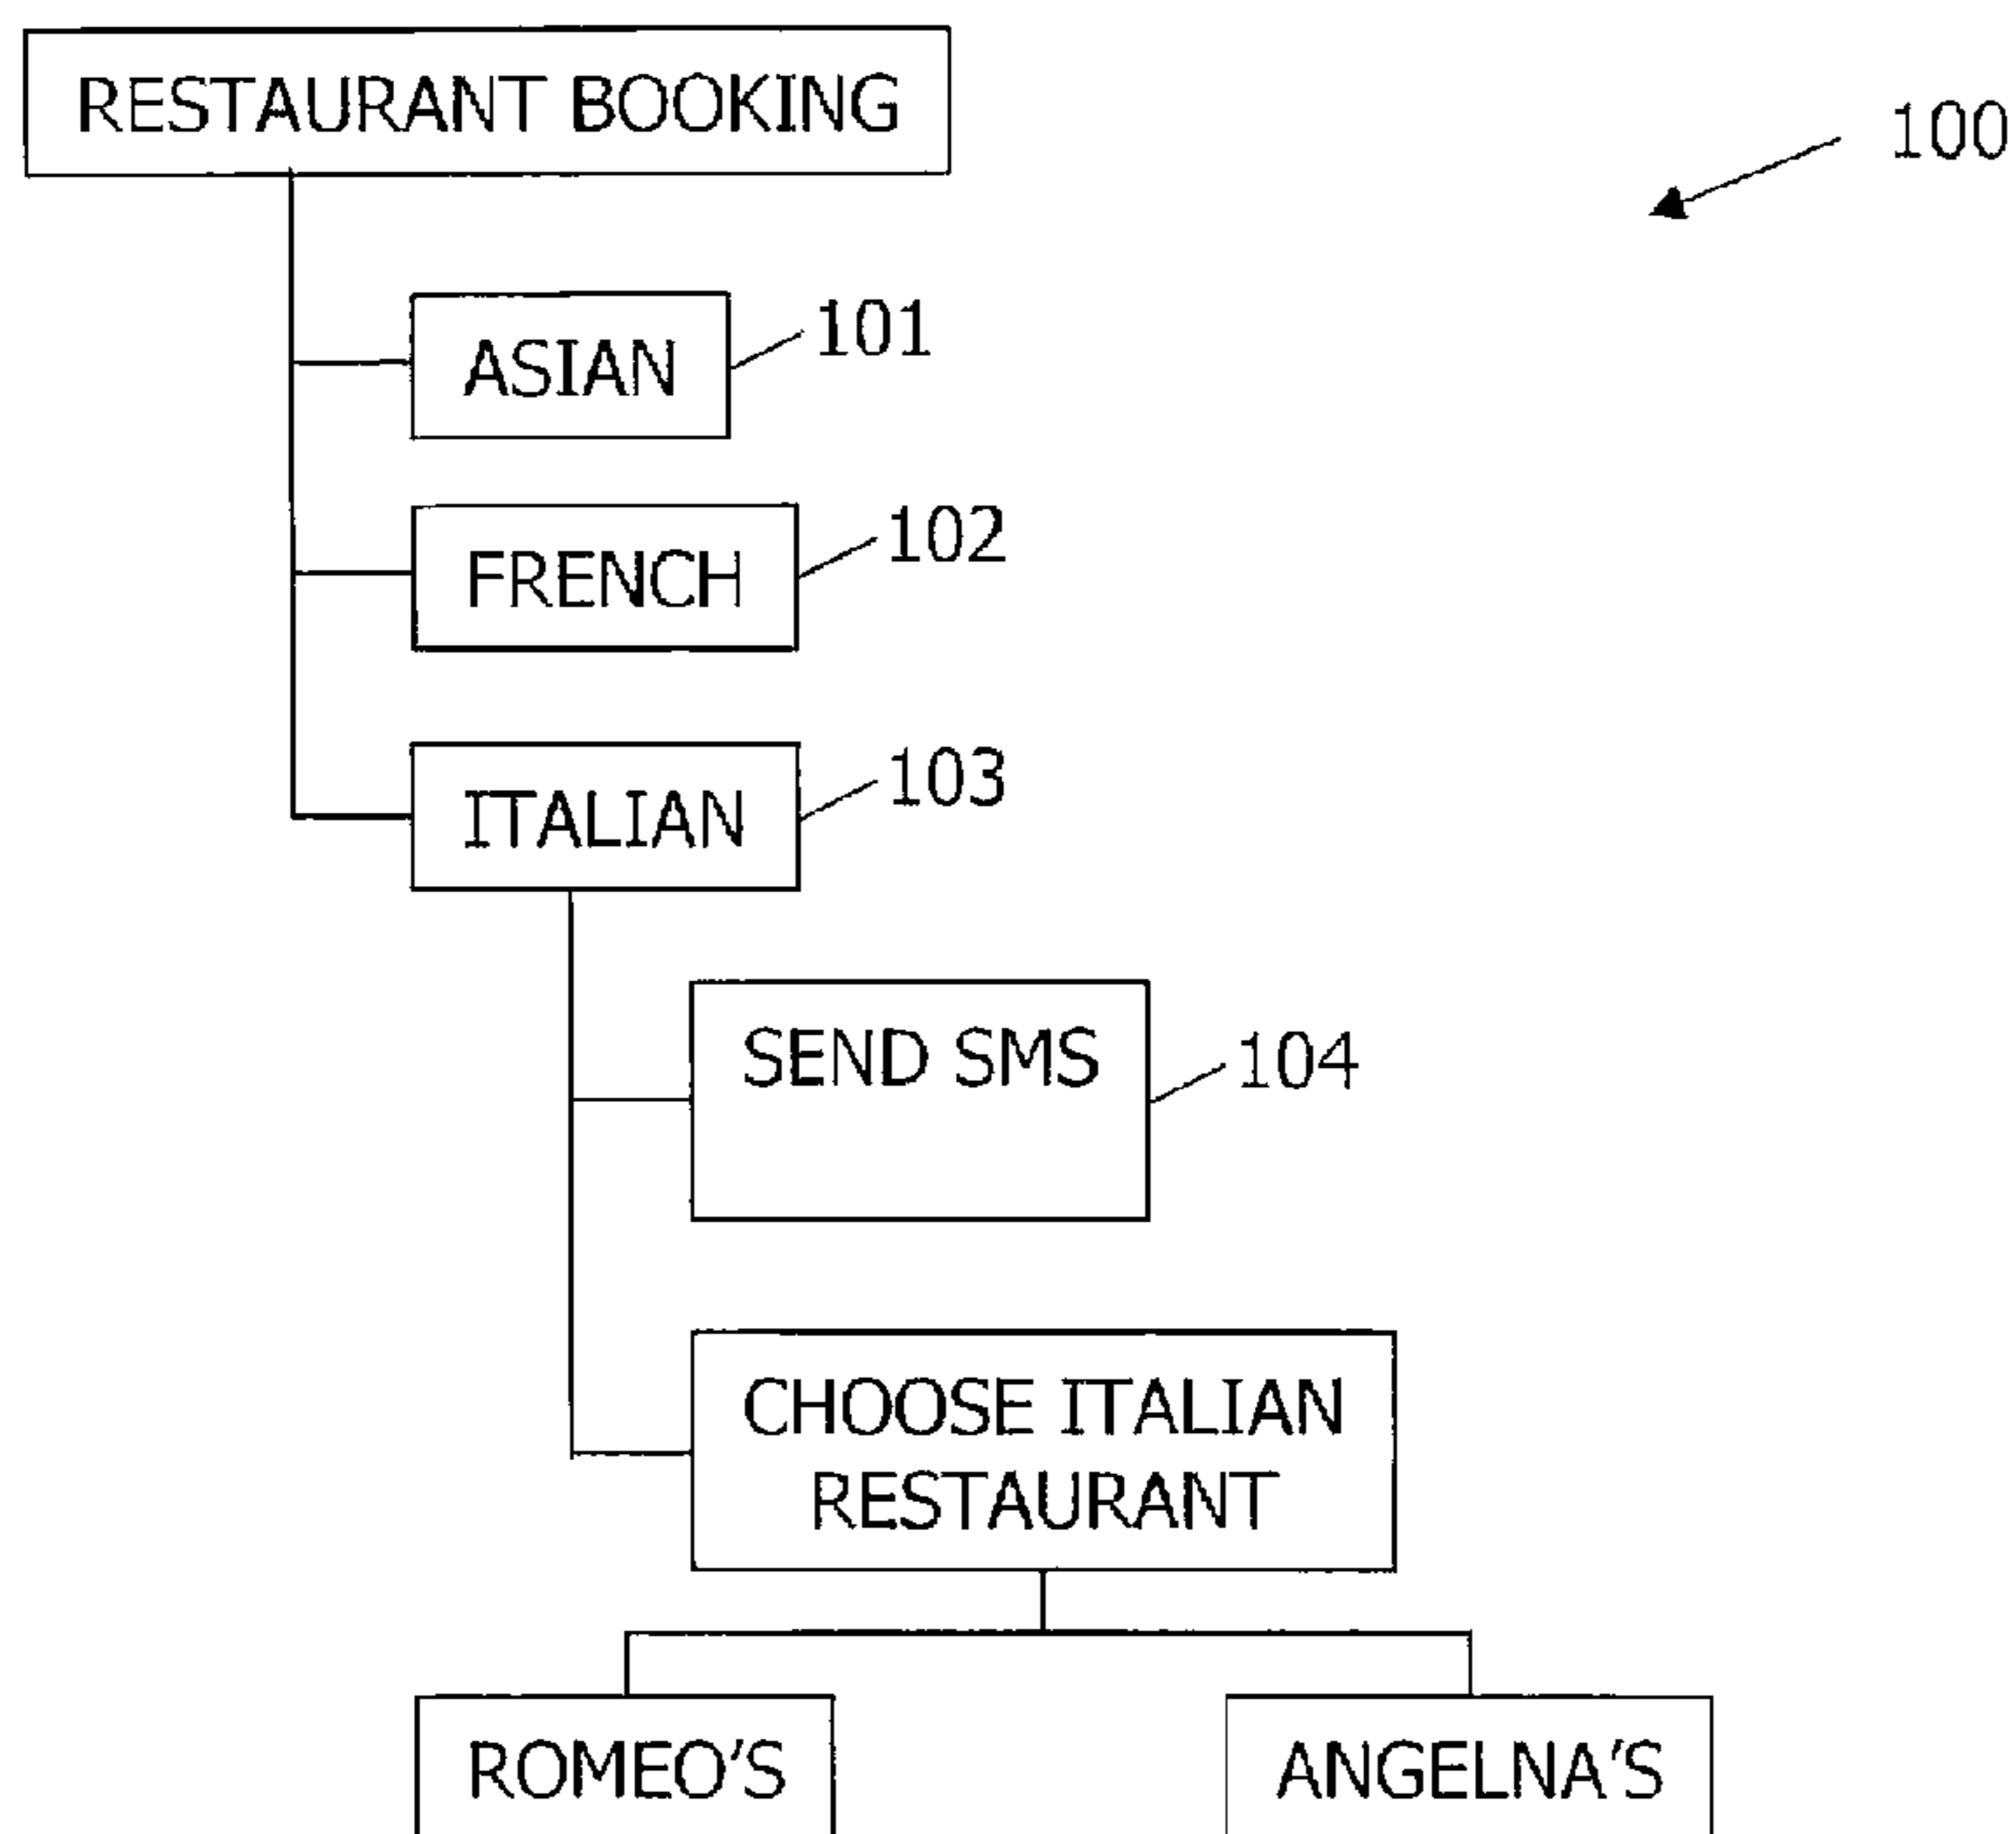 RESTAURANT BOOKING
100
ASIAN
101
FRENCH
102
ITALIAN
103
SEND SMS
104
CHOOSE ITALIAN
RESTAURANT
ROMEO'S
ANGELNA'S